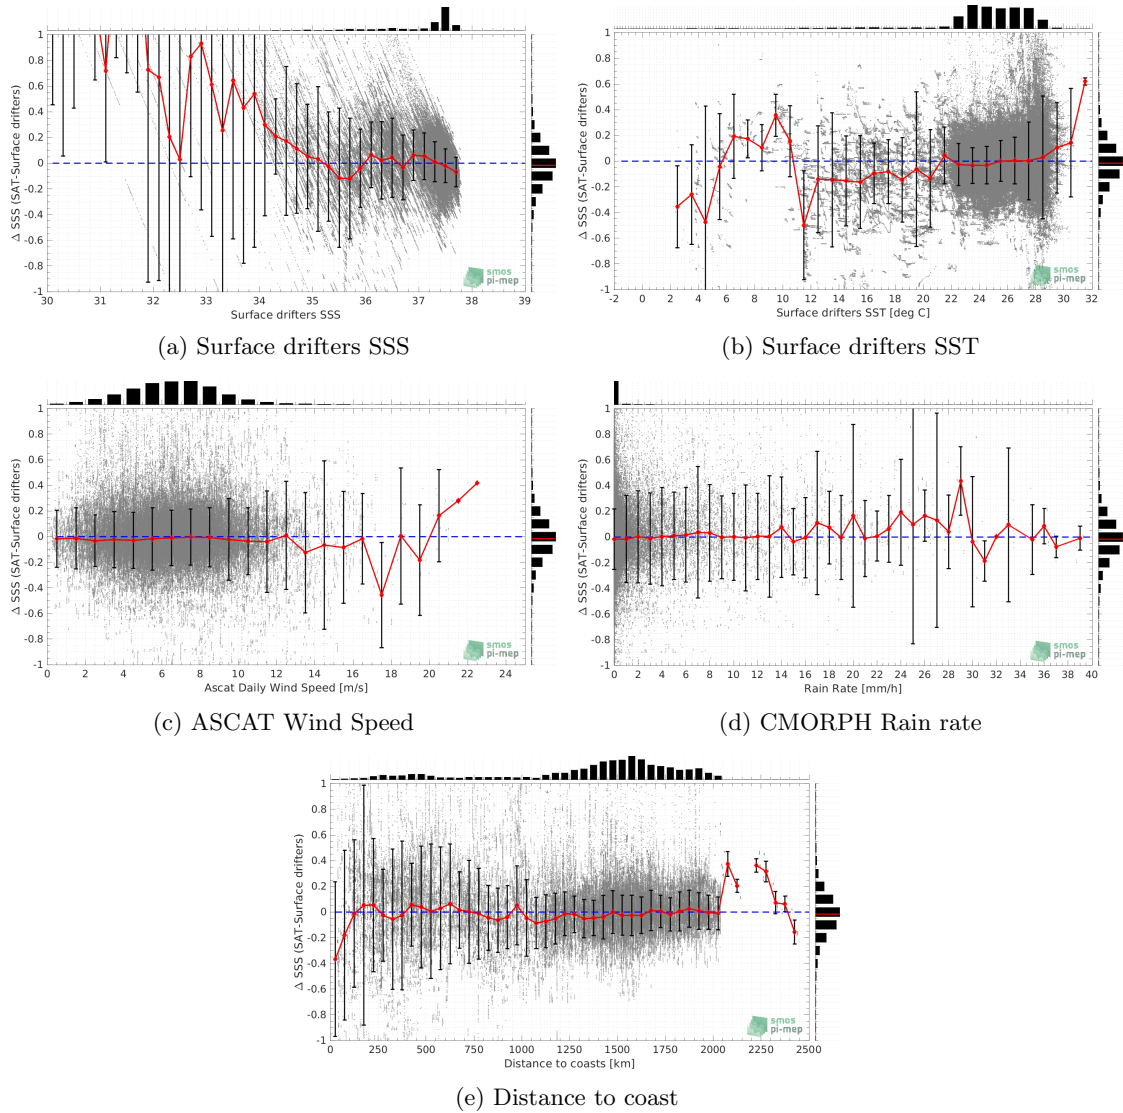 Δ SSS (SAT-Surface drifters)
1
0.8
0.6
0.4
0.2
0
-0.2
-0.4
-0.6
-0.8
-1
30 31 32 33 34 35 36 37 38 39
Surface drifters SSS
smos
pi-mep
(a) Surface drifters SSS
Δ SSS (SAT-Surface drifters)
1
0.8
0.6
0.4
0.2
0
-0.2
-0.4
-0.6
-0.8
-1
-2 0 2 4 6 8 10 12 14 16 18 20 22 24 26 28 30 32
Surface drifters SST [deg C]
smos
pi-mep
(b) Surface drifters SST
Δ SSS (SAT-Surface drifters)
1
0.8
0.6
0.4
0.2
0
-0.2
-0.4
-0.6
-0.8
-1
0 2 4 6 8 10 12 14 16 18 20 22 24
Ascat Daily Wind Speed [m/s]
smos
pi-mep
(c) ASCAT Wind Speed
Δ SSS (SAT-Surface drifters)
1
0.8
0.6
0.4
0.2
0
-0.2
-0.4
-0.6
-0.8
-1
0 2 4 6 8 10 12 14 16 18 20 22 24 26 28 30 32 34 36 38 40
Rain Rate [mm/h]
smos
pi-mep
(d) CMORPH Rain rate
Δ SSS (SAT-Surface drifters)
1
0.8
0.6
0.4
0.2
0
-0.2
-0.4
-0.6
-0.8
-1
0 250 500 750 1000 1250 1500 1750 2000 2250 2500
Distance to coasts [km]
smos
pi-mep
(e) Distance to coast